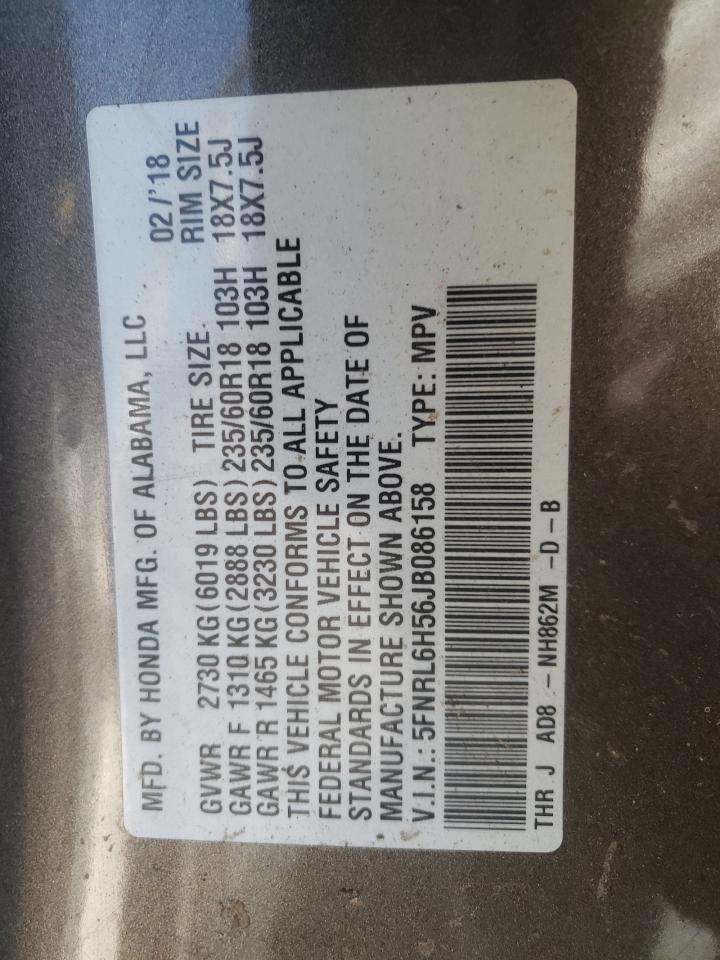 MFD. BY HONDA MFG. OF ALABAMA, LLC 02/'18
GVWR 2730 KG(6019 LBS) TIRE SIZE RIM SIZE
GAWR F 1310 KG(2888 LBS) 235/60R18 103H 18X7.5J
GAWR R 1465 KG(3230 LBS) 235/60R18 103H 18X7.5J
THIS VEHICLE CONFORMS TO ALL APPLICABLE
FEDERAL MOTOR VEHICLE SAFETY
STANDARDS IN EFFECT ON THE DATE OF
MANUFACTURE SHOWN ABOVE.
V.I.N.: 5FNRL6H56JB086158 TYPE: MPV
THR J AD8 - NH862M -D -B